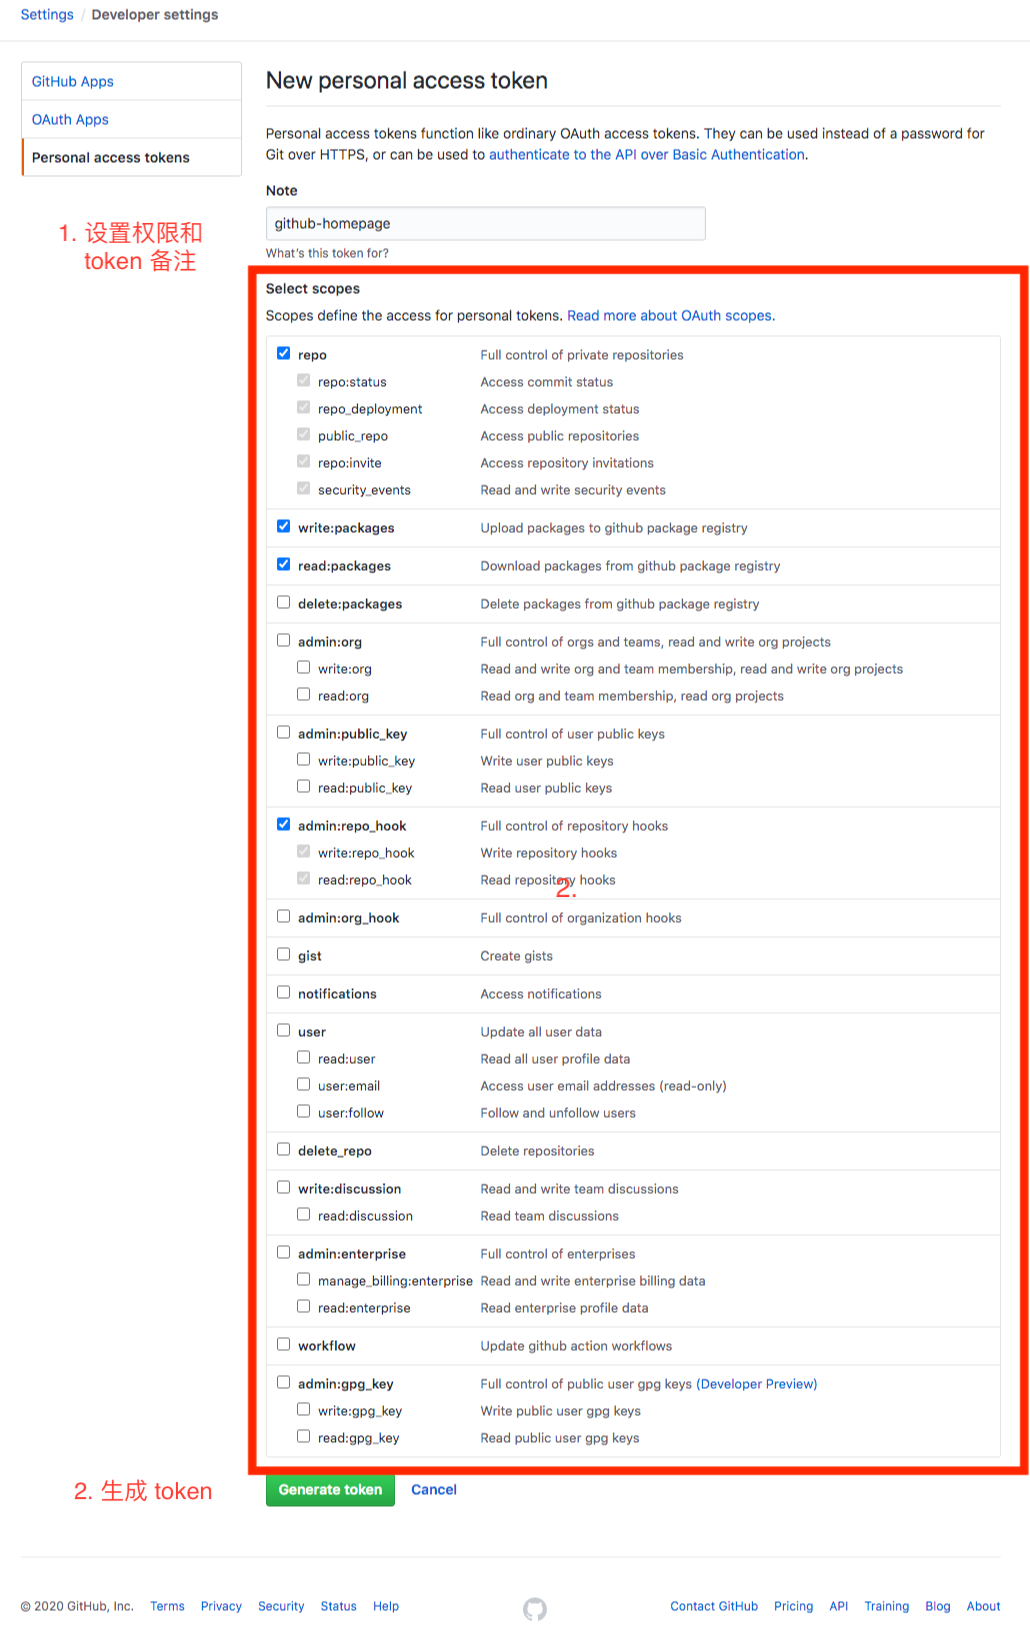 Settings / Developer settings
GitHub Apps
OAuth Apps
Personal access tokens
1. 设置权限和
token 备注
New personal access token
Personal access tokens function like ordinary OAuth access tokens. They can be used instead of a password for
Git over HTTPS, or can be used to authenticate to the API over Basic Authentication.
Note
github-homepage
What's this token for?
Select scopes
Scopes define the access for personal tokens. Read more about OAuth scopes.
repo Full control of private repositories
repo:status Access commit status
repo_deployment Access deployment status
public_repo Access public repositories
repo:invite Access repository invitations
security_events Read and write security events
write:packages Upload packages to github package registry
read:packages Download packages from github package registry
delete:packages Delete packages from github package registry
admin:org Full control of orgs and teams, read and write org projects
write:org Read and write org and team membership, read and write org projects
read:org Read org and team membership, read org projects
admin:public_key Full control of user public keys
write:public_key Write user public keys
read:public_key Read user public keys
admin:repo_hook Full control of repository hooks
write:repo_hook Write repository hooks
read:repo_hook Read repository hooks
2.
admin:org_hook Full control of organization hooks
gist Create gists
notifications Access notifications
user Update all user data
read:user Read all user profile data
user:email Access user email addresses (read-only)
user:follow Follow and unfollow users
delete_repo Delete repositories
write:discussion Read and write team discussions
read:discussion Read team discussions
admin:enterprise Full control of enterprises
manage_billing:enterprise Read and write enterprise billing data
read:enterprise Read enterprise profile data
workflow Update github action workflows
admin:gpg_key Full control of public user gpg keys (Developer Preview)
write:gpg_key Write public user gpg keys
read:gpg_key Read public user gpg keys
2. 生成 token
Generate token Cancel
© 2020 GitHub, Inc. Terms Privacy Security Status Help Contact GitHub Pricing API Training Blog About